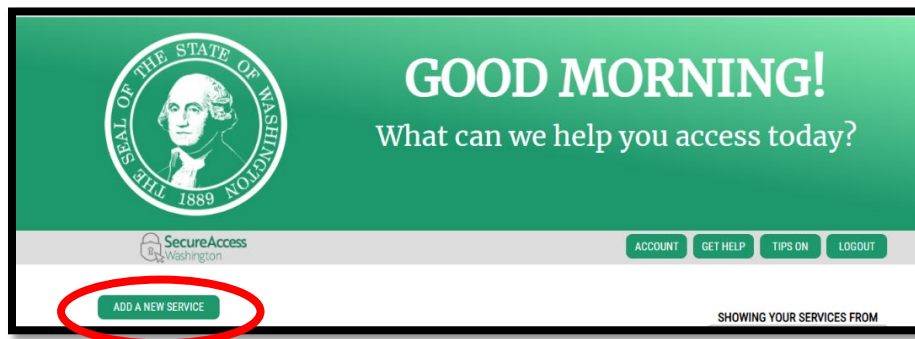 THE SEAL OF THE STATE OF WASHINGTON
1889
GOOD MORNING!
What can we help you access today?
SecureAccess
Washington
ACCOUNT
GET HELP
TIPS ON
LOGOUT
ADD A NEW SERVICE
SHOWING YOUR SERVICES FROM